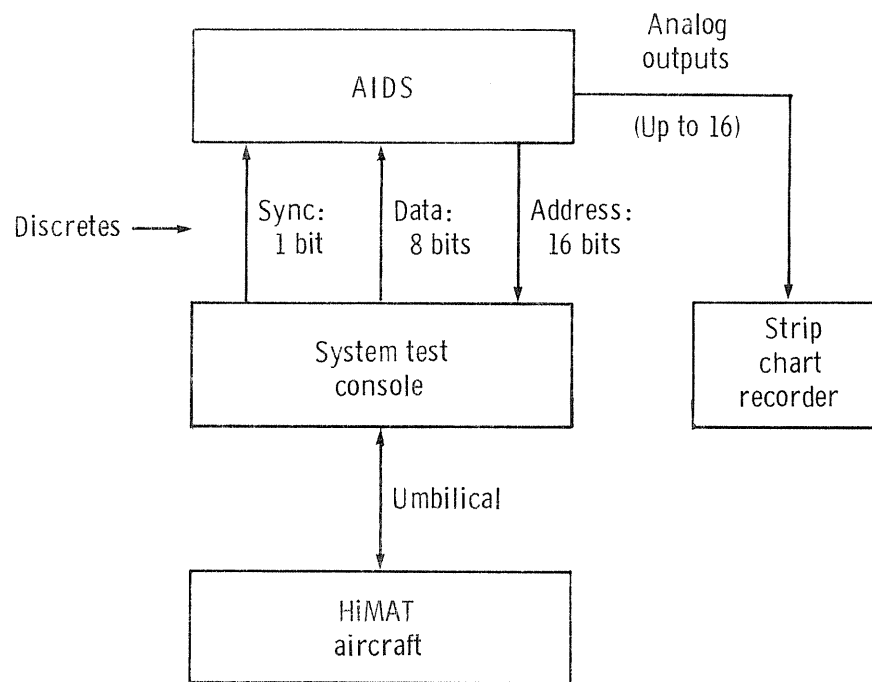 AIDS
Analog
outputs
(Up to 16)
Discretes
Sync:
1 bit
Data:
8 bits
Address:
16 bits
System test
console
Strip
chart
recorder
Umbilical
HiMAT
aircraft